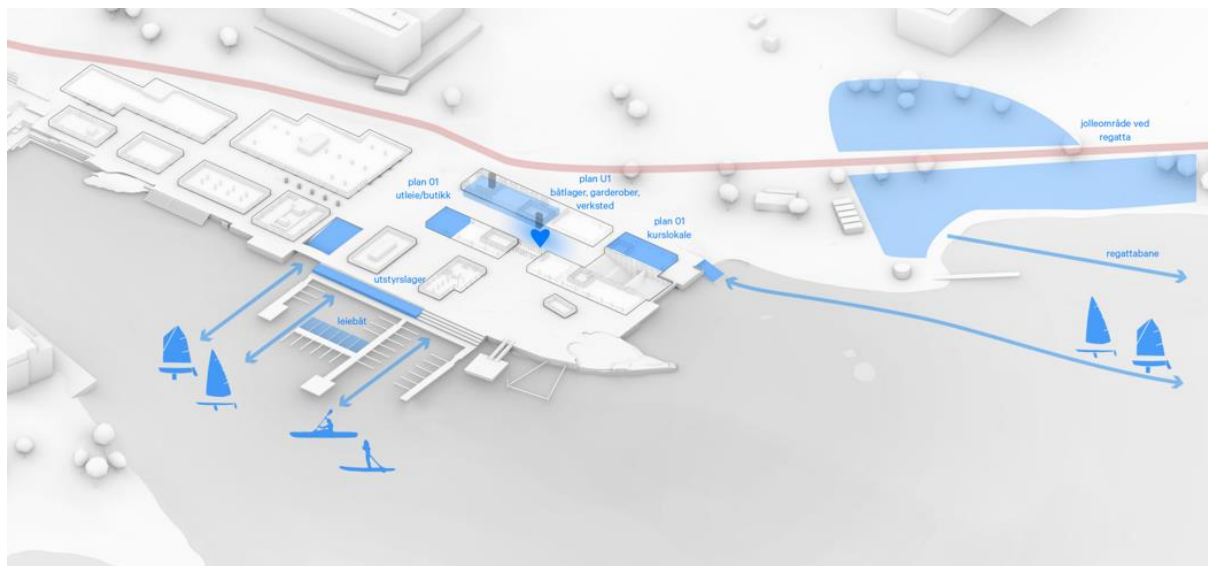 jolleområde ved
regatta
plan 01
utleie/butikk
plan U1
båtlager, garderober,
verksted
plan 01
kurslokale
regattabane
utstyrslager
leiebåt